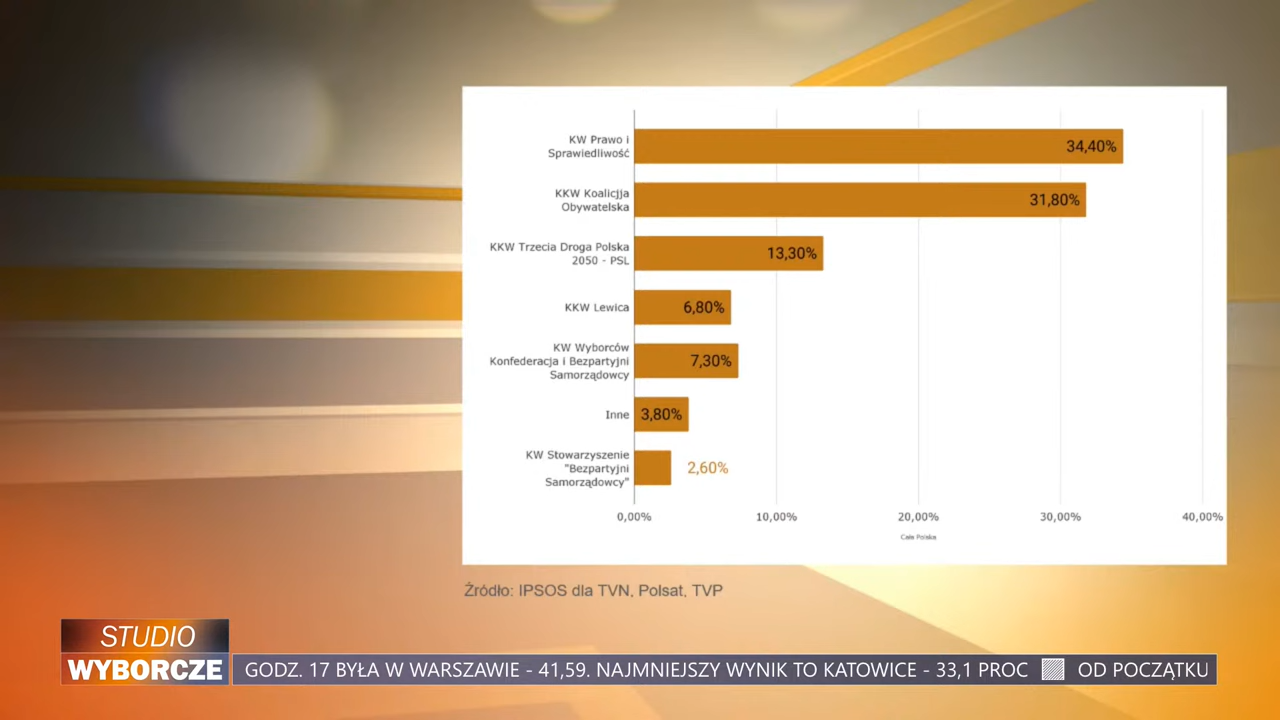 KW Prawo i
Sprawiedliwość
34,40%
KKW Koalicjja
Obywatelska
31,80%
KKW Trzecia Droga Polska
2050 - PSL
13,30%
KKW Lewica
6,80%
KW Wyborców
Konfederacja i Bezpartyjni
Samorządowcy
7,30%
Inne
3,80%
KW Stowarzyszenie
"Bezpartyjni
Samorządowcy"
2,60%
0,00% 10,00% 20,00% 30,00% 40,00%
Cała Polska
Źródło: IPSOS dla TVN, Polsat, TVP
STUDIO
WYBORCZE
GODZ. 17 BYŁA W WARSZAWIE - 41,59. NAJMNIEJSZY WYNIK TO KATOWICE - 33,1 PROC OD POCZĄTKU